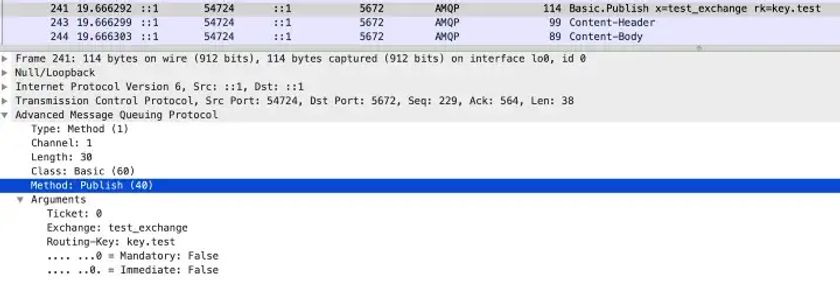 241 19.666292 ::1 54724 ::1 5672 AMQP 114 Basic.Publish x=test_exchange rk=key.test
243 19.666299 ::1 54724 ::1 5672 AMQP 99 Content-Header
244 19.666303 ::1 54724 ::1 5672 AMQP 89 Content-Body
Frame 241: 114 bytes on wire (912 bits), 114 bytes captured (912 bits) on interface lo0, id 0
Null/Loopback
Internet Protocol Version 6, Src: ::1, Dst: ::1
Transmission Control Protocol, Src Port: 54724, Dst Port: 5672, Seq: 229, Ack: 564, Len: 38
Advanced Message Queuing Protocol
Type: Method (1)
Channel: 1
Length: 30
Class: Basic (60)
Method: Publish (40)
Arguments
Ticket: 0
Exchange: test_exchange
Routing-Key: key.test
.... ...0 = Mandatory: False
.... ..0. = Immediate: False